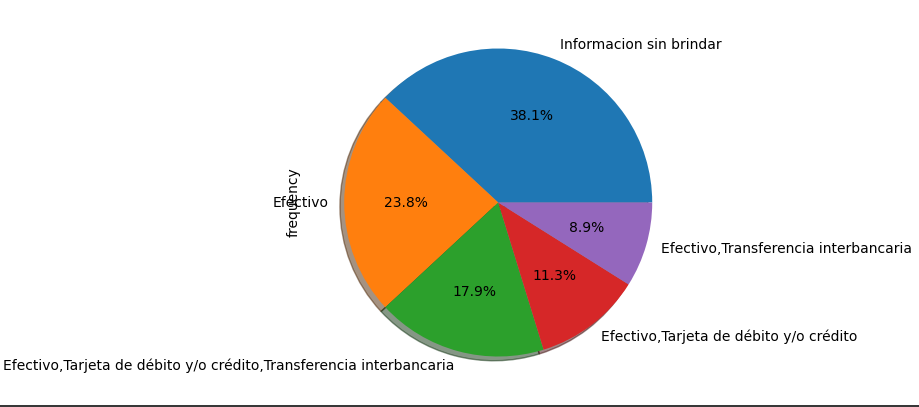 Informacion sin brindar
38.1%
frequency
Efectivo
23.8%
8.9%
Efectivo,Transferencia interbancaria
11.3%
17.9%
Efectivo,Tarjeta de débito y/o crédito
Efectivo,Tarjeta de débito y/o crédito,Transferencia interbancaria